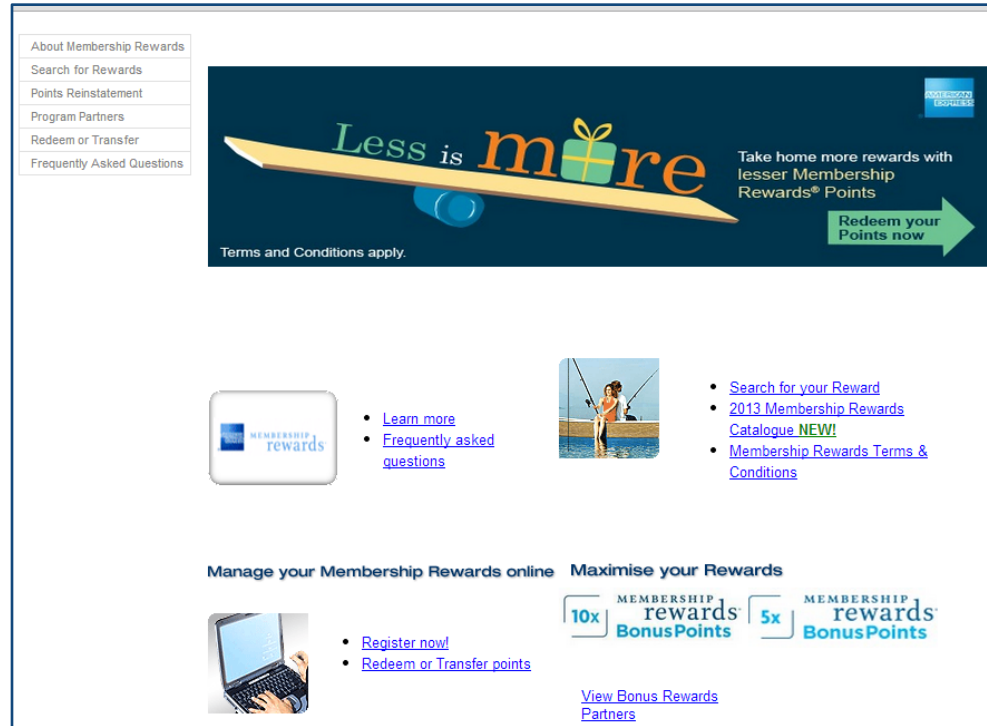 About Membership Rewards
Search for Rewards
Points Reinstatement
Program Partners
Redeem or Transfer
Frequently Asked Questions
AMERICAN
EXPRESS
Less is more
Take home more rewards with
lesser Membership
Rewards® Points
Redeem your
Points now
Terms and Conditions apply.
MEMBERSHIP
rewards
Learn more
Frequently asked
questions
Search for your Reward
2013 Membership Rewards
Catalogue NEW!
Membership Rewards Terms &
Conditions
Manage your Membership Rewards online
Register now!
Redeem or Transfer points
Maximise your Rewards
10x MEMBERSHIP
rewards
BonusPoints
5x MEMBERSHIP
rewards
BonusPoints
View Bonus Rewards
Partners